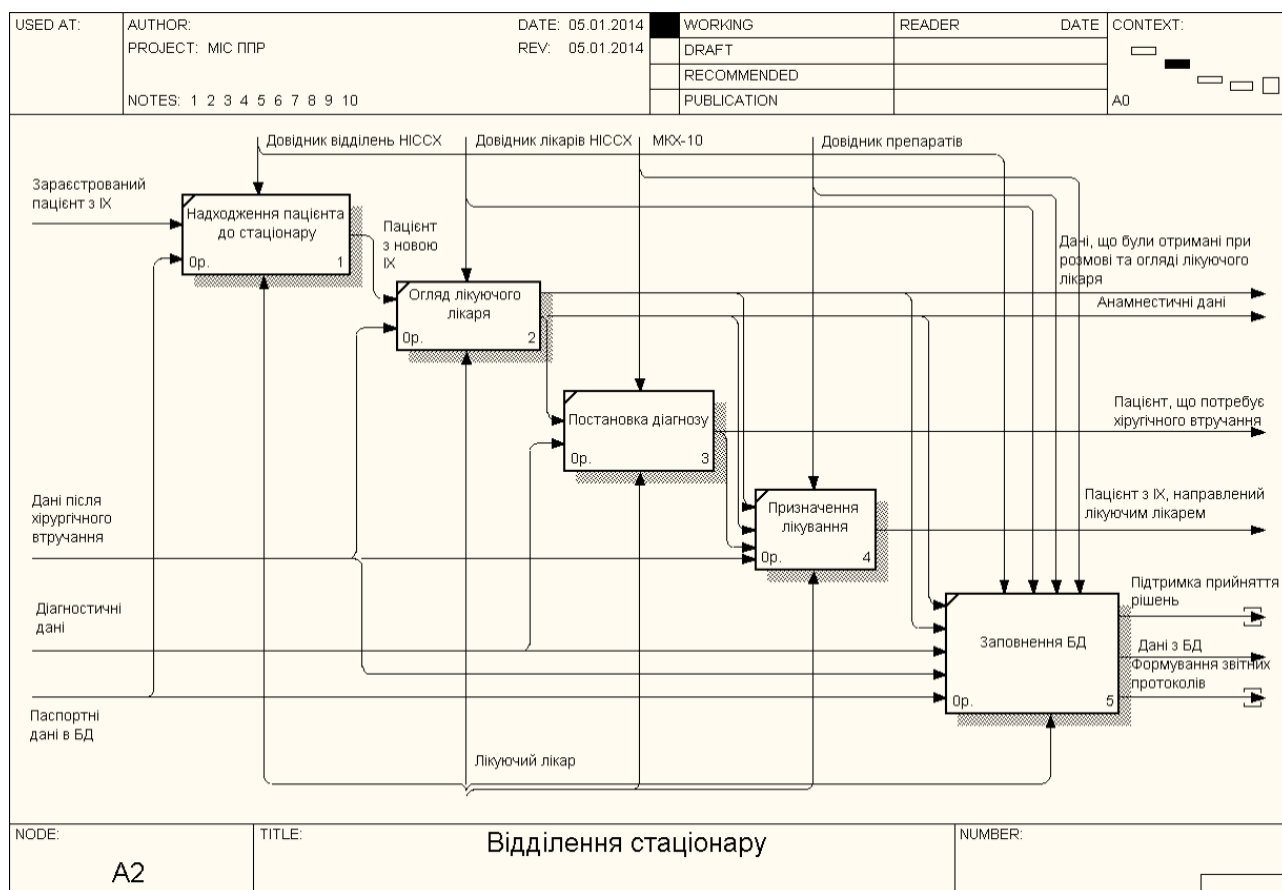 USED AT:
AUTHOR:
DATE: 05.01.2014
PROJECT: МІС ППР
REV: 05.01.2014
NOTES: 1 2 3 4 5 6 7 8 9 10
WORKING
DRAFT
RECOMMENDED
PUBLICATION
READER
DATE
CONTEXT:
A0
Довідник відділень НІССХ
Довідник лікарів НІССХ
МКХ-10
Довідник препаратів
Зараєстрований
пацієнт з ІХ
Надходження пацієнта
до стаціонару
0р.
1
Пацієнт
з новою
ІХ
Огляд лікуючого
лікаря
0р.
2
Дані, що були отримані при
розмові та огляді лікуючого
лікаря
Анамнестичні дані
Постановка діагнозу
0р.
3
Пацієнт, що потребує
хіругічного втручання
Призначення
лікування
0р.
4
Пацієнт з ІХ, направлений
лікуючим лікарем
Дані після
хірургічного
втручання
Діагностичні
дані
Заповнення БД
0р.
5
Підтримка прийняття
рішень
Дані з БД
Формування звітних
протоколів
Паспортні
дані в БД
Лікуючий лікар
NODE:
A2
TITLE:
Відділення стаціонару
NUMBER: